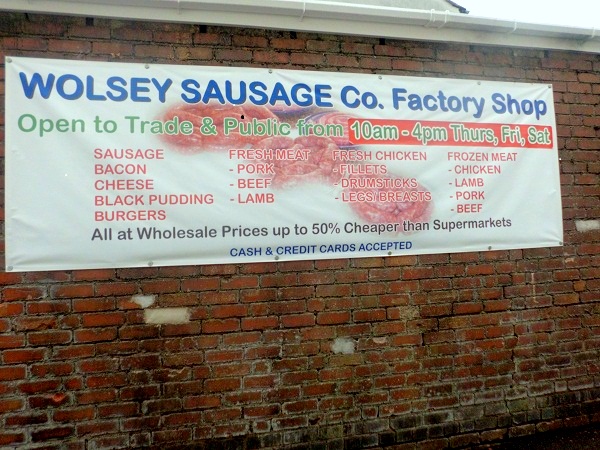 WOLSEY SAUSAGE Co. Factory Shop
Open to Trade & Public from 10am - 4pm Thurs, Fri, Sat
SAUSAGE
BACON
CHEESE
BLACK PUDDING
BURGERS
FRESH MEAT
- PORK
- BEEF
- LAMB
FRESH CHICKEN
- FILLETS
- DRUMSTICKS
- LEGS/ BREASTS
FROZEN MEAT
- CHICKEN
- LAMB
- PORK
- BEEF
All at Wholesale Prices up to 50% Cheaper than Supermarkets
CASH & CREDIT CARDS ACCEPTED